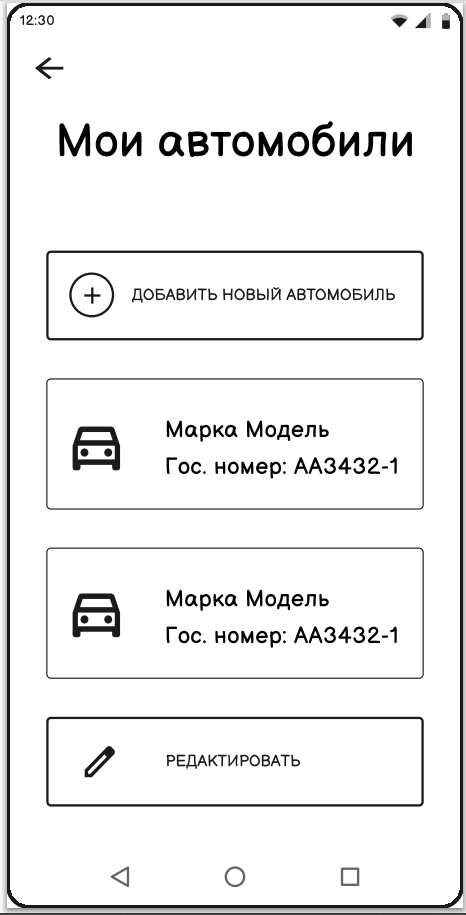 12:30
Мои автомобили
ДОБАВИТЬ НОВЫЙ АВТОМОБИЛЬ
Марка Модель
Гос. номер: АА3432-1
Марка Модель
Гос. номер: АА3432-1
РЕДАКТИРОВАТЬ